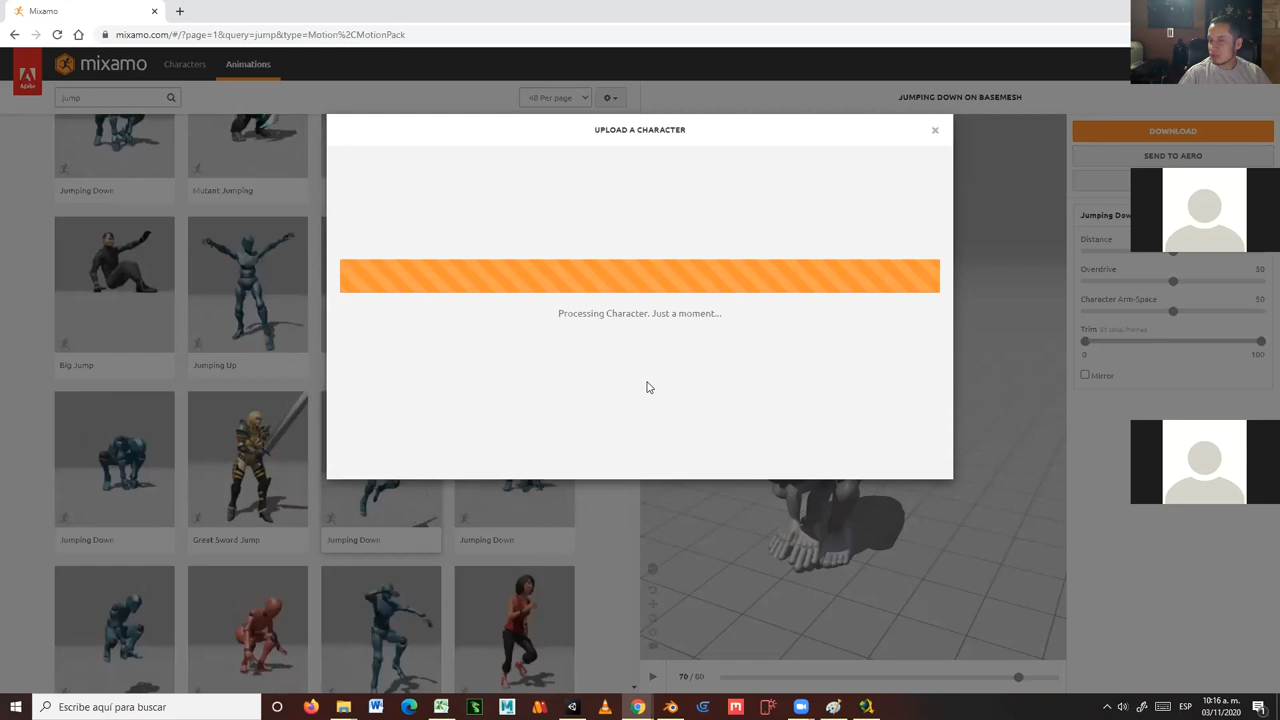 Mixamo
mixamo.com/#/?page=1&query=jump&type=Motion%2CMotionPack
Adobe
mixamo
Characters
Animations
jump
48 Per page
JUMPING DOWN ON BASEMESH
UPLOAD A CHARACTER
DOWNLOAD
SEND TO AERO
Jumping Down
Mutant Jumping
Jumping Dow
Distance
Overdrive
50
Character Arm-Space
50
Processing Character. Just a moment...
Trim
0
100
Mirror
Big Jump
Jumping Up
Jumping Down
Great Sword Jump
Jumping Down
Jumping Down
70 / 80
Escribe aquí para buscar
ESP
10:16 a. m.
03/11/2020